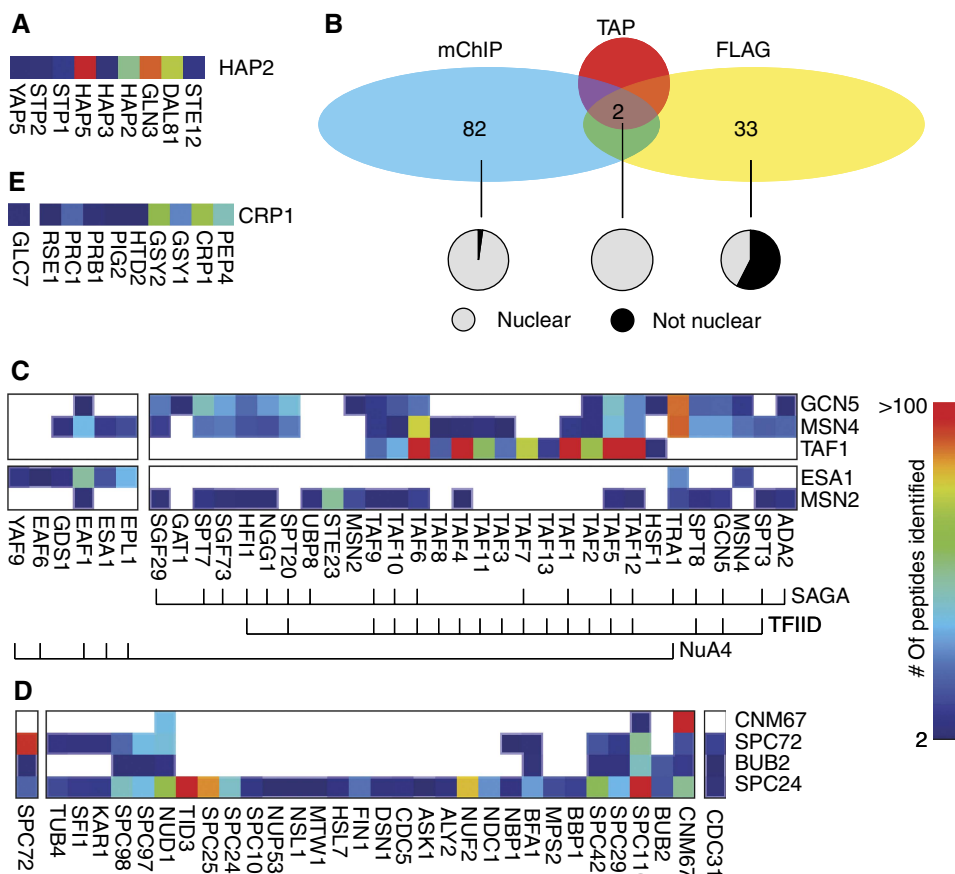 A
HAP2
YAP5
STP2
STP1
HAP5
HAP3
HAP2
GLN3
DAL81
STE12
B
TAP
mChIP
FLAG
82
2
33
Nuclear
Not nuclear
E
CRP1
GLC7
RSE1
PRC1
PRB1
PIG2
HTD2
GSY2
GSY1
CRP1
PEP4
C
GCN5
MSN4
TAF1
ESA1
MSN2
YAF9
EAF6
GDS1
EAF1
ESA1
EPL1
SGF29
GAT1
SPT7
SGF73
HFI1
NGG1
SPT20
UBP8
STE23
MSN2
TAF9
TAF10
TAF6
TAF8
TAF4
TAF11
TAF3
TAF7
TAF13
TAF1
TAF2
TAF5
TAF12
HSF1
TRA1
SPT8
GCN5
MSN4
SPT3
ADA2
SAGA
TFIID
NuA4
>100
# Of peptides identified
2
D
CNM67
SPC72
BUB2
SPC24
SPC72
TUB4
SFI1
KAR1
SPC98
SPC97
NUD1
TID3
SPC25
SPC24
SPC10
NUP53
NSL1
MTW1
HSL7
FIN1
DSN1
CDC5
ASK1
ALY2
NUF2
NDC1
NBP1
BFA1
MPS2
BBP1
SPC42
SPC29
BUB2
CNM67
CDC31